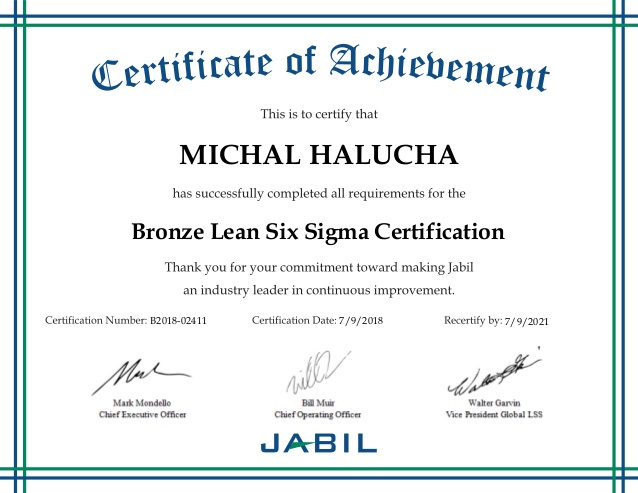 Certificate of Achievement
This is to certify that
MICHAL HALUCHA
has successfully completed all requirements for the
Bronze Lean Six Sigma Certification
Thank you for your commitment toward making Jabil
an industry leader in continuous improvement.
Certification Number: B2018-02411 Certification Date: 7/9/2018 Recertify by: 7/9/2021
Mark Mondello Bill Muir Walter Garvin
Chief Executive Officer Chief Operating Officer Vice President Global LSS
JABIL